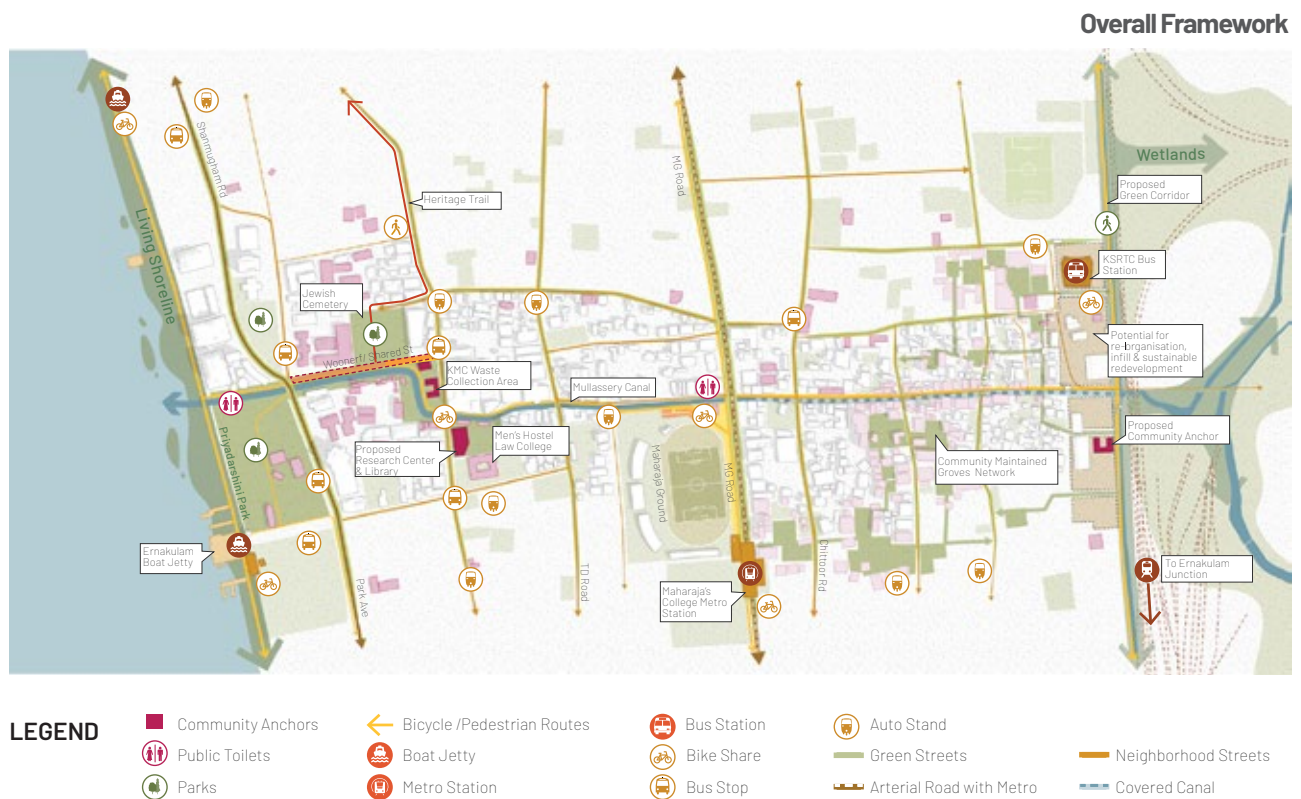 Overall Framework
Shanmugham Rd
Living Shoreline
Heritage Trail
MG Road
Wetlands
Proposed
Green Corridor
KSRTC Bus
Station
Jewish
Cemetery
Woonerf/ Shared St
KMC Waste
Collection Area
Mullassery Canal
Potential for
re-organisation,
infill & sustainable
redevelopment
Priyadarshini Park
Proposed
Research Center
& Library
Men's Hostel
Law College
Maharaja Ground
MG Road
Community Maintained
Groves Network
Proposed
Community Anchor
Ernakulam
Boat Jetty
Park Ave
TD Road
Maharaja's
College Metro
Station
Chittoor Rd
To Ernakulam
Junction
LEGEND
Community Anchors
Public Toilets
Parks
Bicycle /Pedestrian Routes
Boat Jetty
Metro Station
Bus Station
Bike Share
Bus Stop
Auto Stand
Green Streets
Arterial Road with Metro
Neighborhood Streets
Covered Canal